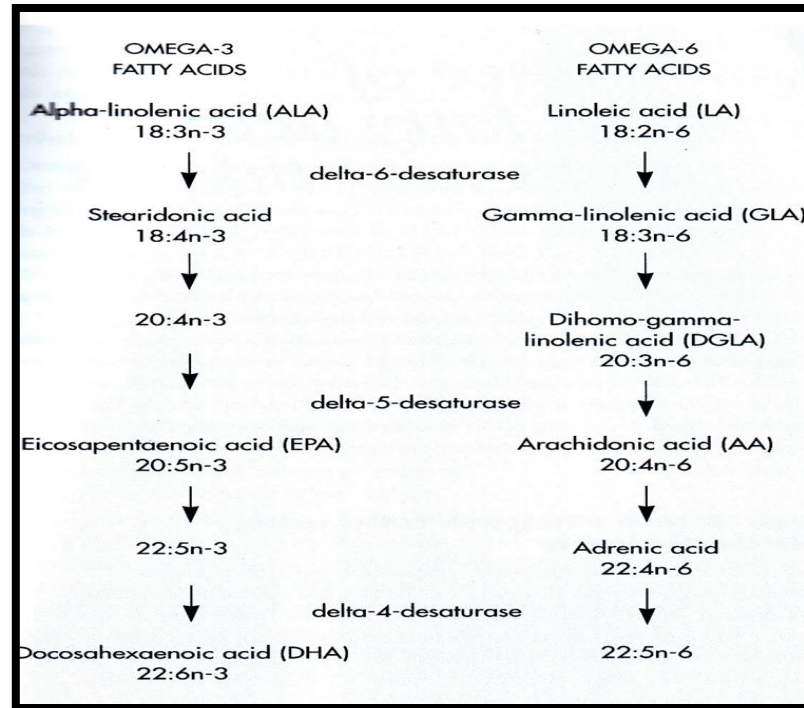 OMEGA-3
FATTY ACIDS
OMEGA-6
FATTY ACIDS
Alpha-linolenic acid (ALA)
18:3n-3
Linoleic acid (LA)
18:2n-6
delta-6-desaturase
Stearidonic acid
18:4n-3
Gamma-linolenic acid (GLA)
18:3n-6
20:4n-3
Dihomo-gamma-
linolenic acid (DGLA)
20:3n-6
delta-5-desaturase
Eicosapentaenoic acid (EPA)
20:5n-3
Arachidonic acid (AA)
20:4n-6
22:5n-3
Adrenic acid
22:4n-6
delta-4-desaturase
Docosahexaenoic acid (DHA)
22:6n-3
22:5n-6